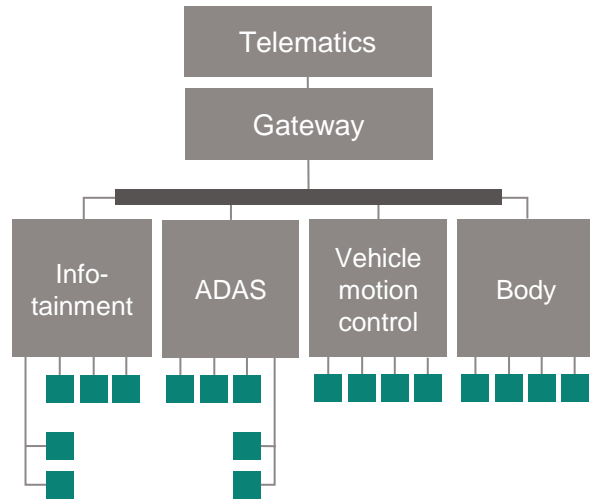 Telematics
Gateway
Info-
tainment
ADAS
Vehicle
motion
control
Body